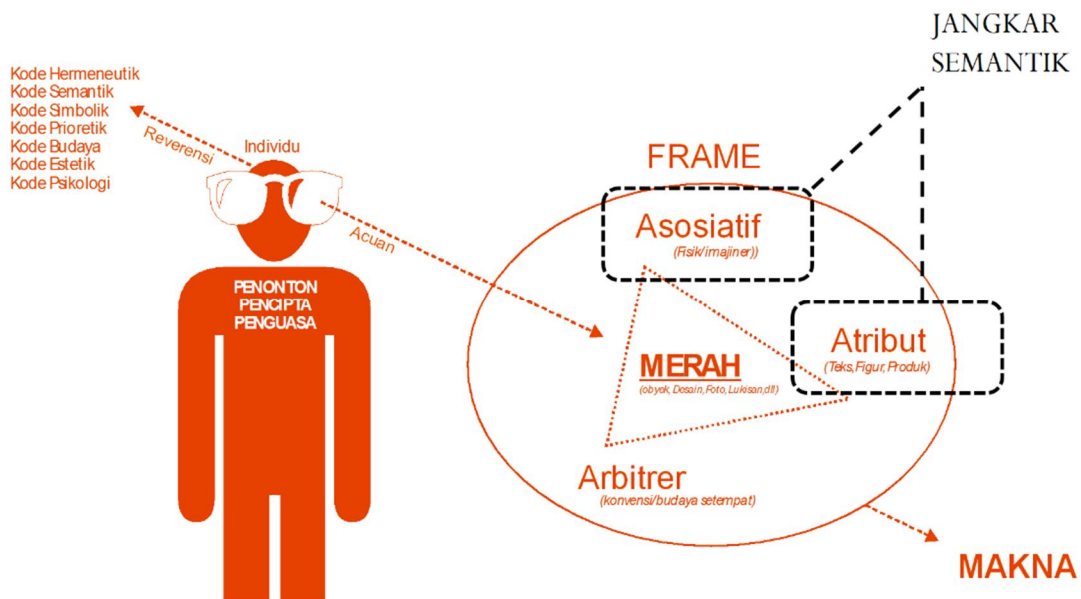 JANGKAR
SEMANTIK
Kode Hermeneutik
Kode Semantik
Kode Simbolik
Kode Prioretik
Kode Budaya
Kode Estetik
Kode Psikologi
Reverensi
Individu
Acuan
PENONTON
PENCIPTA
PENGUASA
FRAME
Asosiatif
(Fisik/imajiner))
Atribut
(Teks,Figur,Produk)
MERAH
(obyek, Desain, Foto, Lukisan,dll)
Arbitrer
(konvensi/budaya setempat)
MAKNA